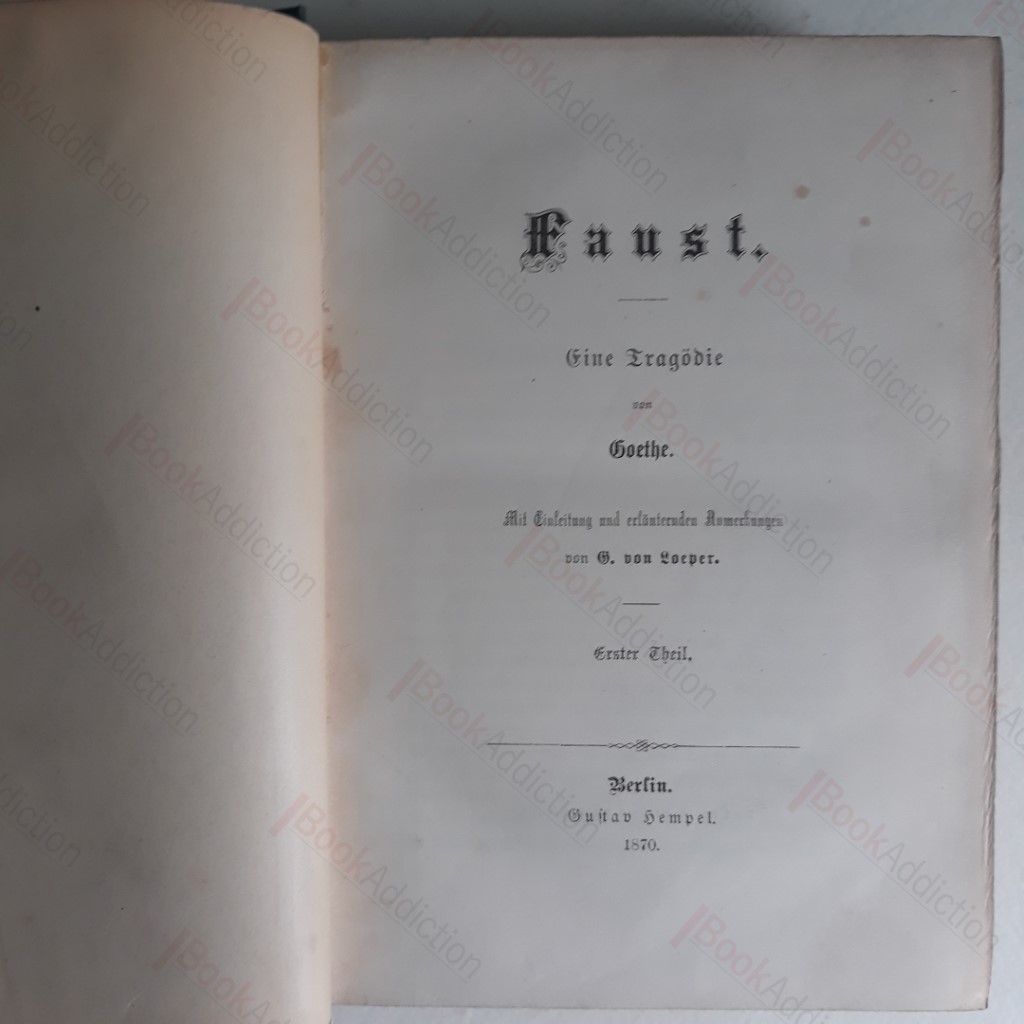 Faust.
Eine Tragödie
von
Goethe.
Mit Einleitung und erläuternden Anmerkungen
von G. von Loeper.
Erster Theil.
Berlin.
Gustav Hempel.
1870.
BookAddiction